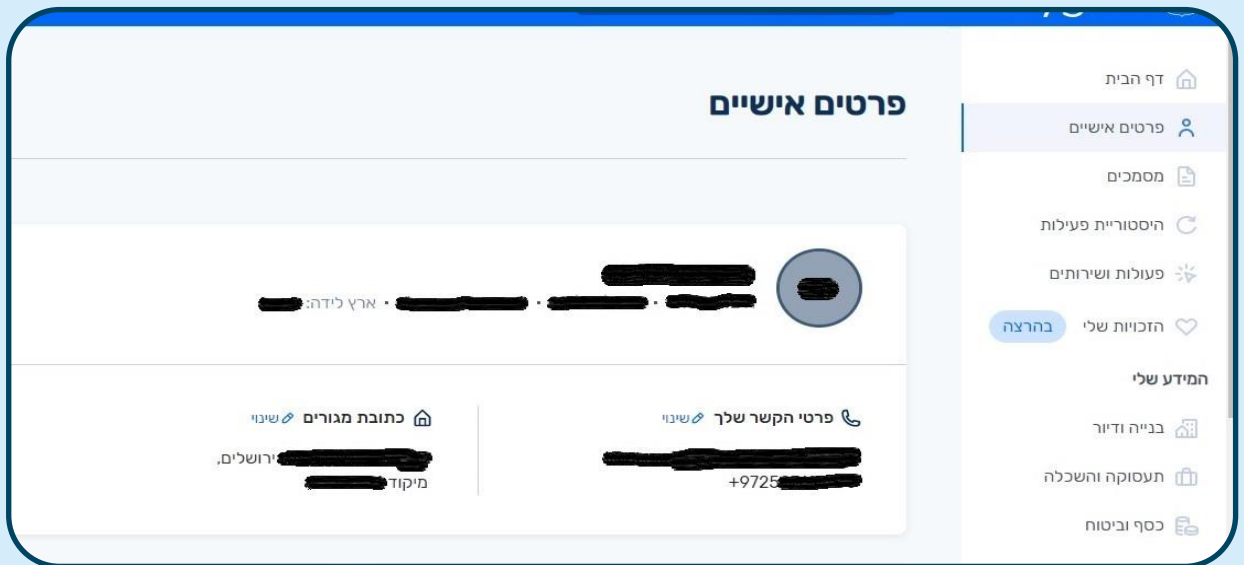 דף הבית
פרטים אישיים
מסמכים
היסטוריית פעילות
פעולות ושירותים
הזכויות שלי בהרצה
המידע שלי
בנייה ודיור
תעסוקה והשכלה
כסף וביטוח
פרטים אישיים
• • • ארץ לידה:
פרטי הקשר שלך שינוי
+9725
כתובת מגורים שינוי
ירושלים,
מיקוד